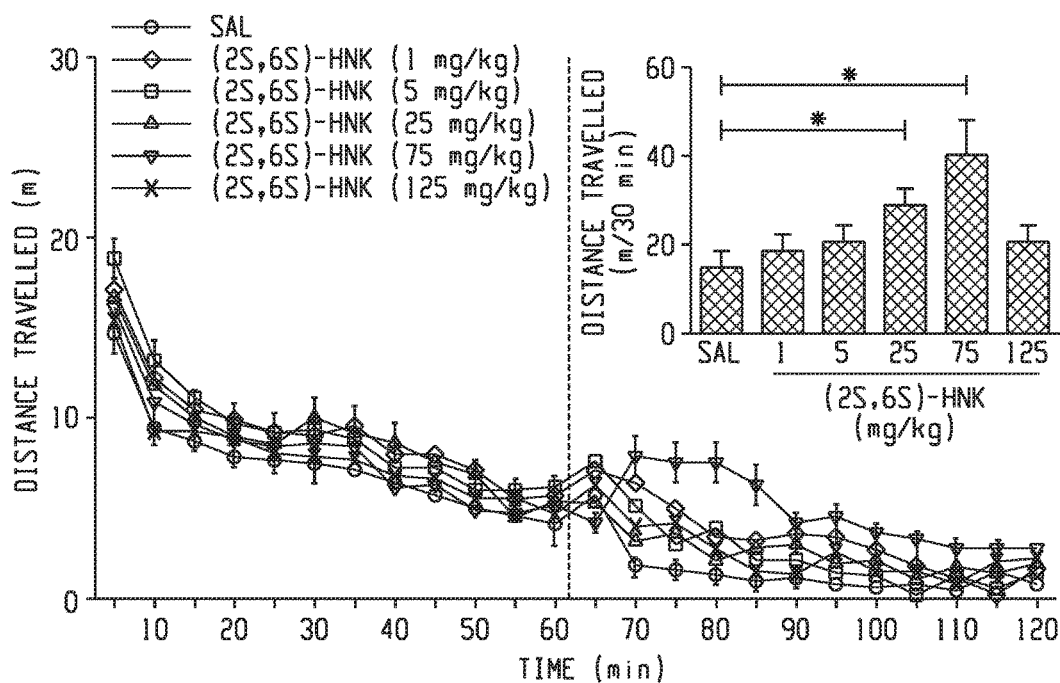 SAL
(2S,6S)-HNK (1 mg/kg)
(2S,6S)-HNK (5 mg/kg)
(2S,6S)-HNK (25 mg/kg)
(2S,6S)-HNK (75 mg/kg)
(2S,6S)-HNK (125 mg/kg)
30
20
10
0
DISTANCE TRAVELLED (m)
10 20 30 40 50 60 70 80 90 100 110 120
TIME (min)
60
40
20
0
DISTANCE TRAVELLED
(m/30 min)
*
*
SAL 1 5 25 75 125
(2S,6S)-HNK
(mg/kg)